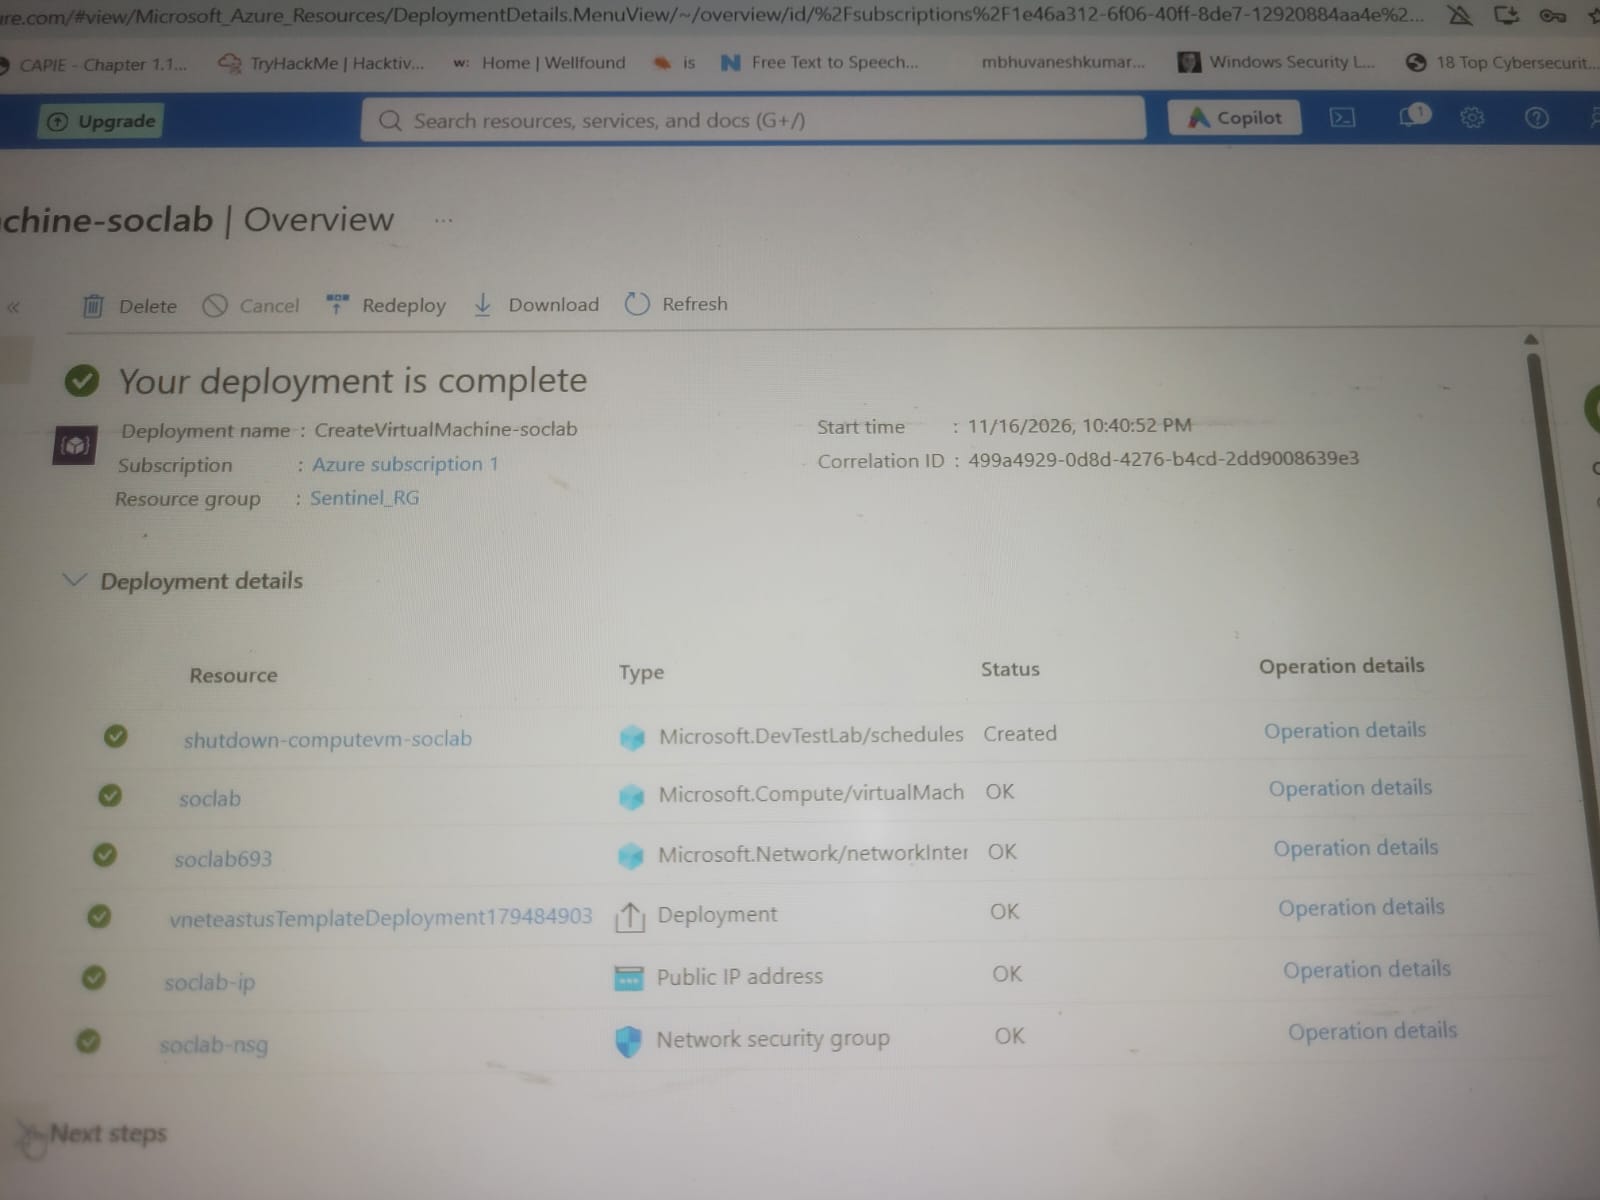 re.com/#view/Microsoft_Azure_Resources/DeploymentDetails.MenuView/~/overview/id/%2Fsubscriptions%2F1e46a312-6f06-40ff-8de7-12920884aa4e%2...
CAPIE - Chapter 1.1... TryHackMe | Hacktiv... w: Home | Wellfound is N Free Text to Speech... mbhuvaneshkumar... Windows Security L... 18 Top Cybersecurit...
Upgrade Search resources, services, and docs (G+/) Copilot 1
chine-soclab | Overview ...
« Delete Cancel Redeploy Download Refresh
Your deployment is complete
Deployment name : CreateVirtualMachine-soclab Start time : 11/16/2026, 10:40:52 PM
Subscription : Azure subscription 1 Correlation ID : 499a4929-0d8d-4276-b4cd-2dd9008639e3
Resource group : Sentinel_RG
Deployment details
Resource Type Status Operation details
shutdown-computevm-soclab Microsoft.DevTestLab/schedules Created Operation details
soclab Microsoft.Compute/virtualMach OK Operation details
soclab693 Microsoft.Network/networkInter OK Operation details
vneteastusTemplateDeployment179484903 Deployment OK Operation details
soclab-ip Public IP address OK Operation details
soclab-nsg Network security group OK Operation details
Next steps